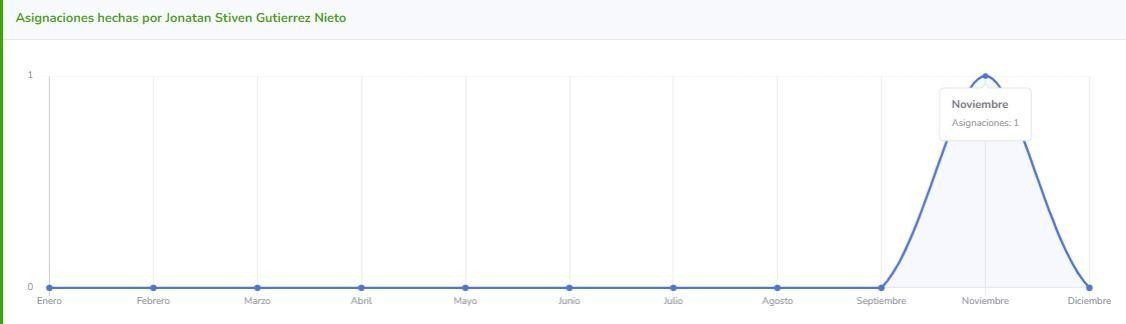 Asignaciones hechas por Jonatan Stiven Gutierrez Nieto
1
Noviembre
Asignaciones: 1
0
Enero Febrero Marzo Abril Mayo Junio Julio Agosto Septiembre Noviembre Diciembre